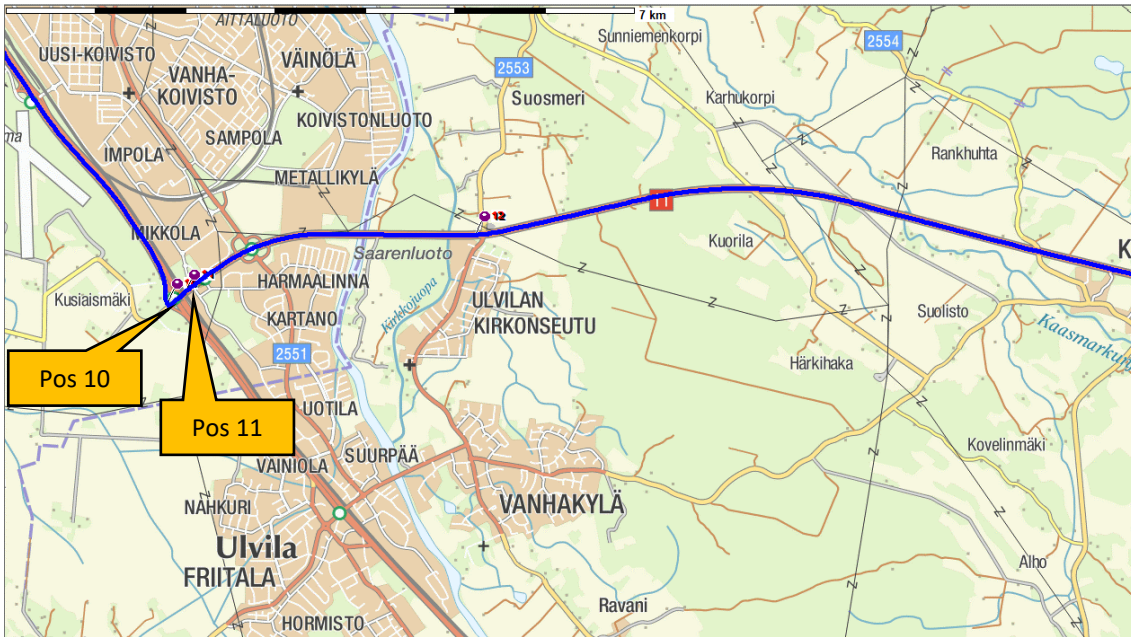 AITTALUOTO
7 km
UUSI-KOIVISTO
VÄINÖLÄ
Sunniemenkorpi
2554
VANHA-
KOIVISTO
2553
Suosmeri
Karhukorpi
KOIVISTONLUOTO
SAMPOLA
ma
IMPOLA
Rankhuhta
METALLIKYLÄ
12
11
MIKKOLA
Kuorila
K
Saarenluoto
HARMAALINNA
Kusiaismäki
Kirkkojuopa
ULVILAN
KIRKONSEUTU
KARTANO
Suolisto
Kaasmarkunj
2551
Härkihaka
Pos 10
UOTILA
Pos 11
Kovelinmäki
SUURPÄÄ
VAINIOLA
NAHKURI
VANHAKYLÄ
Ulvila
FRIITALA
Alho
Ravani
HORMISTO